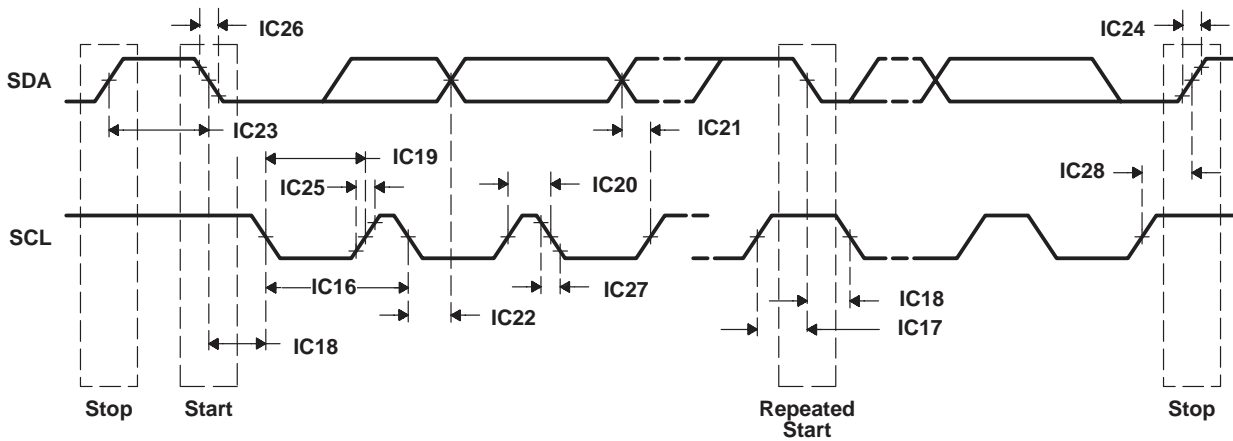 IC26
IC24
SDA
IC23
IC21
IC19
IC25
IC20
IC28
SCL
IC16
IC27
IC22
IC18
IC18
IC17
Stop
Start
Repeated
Start
Stop